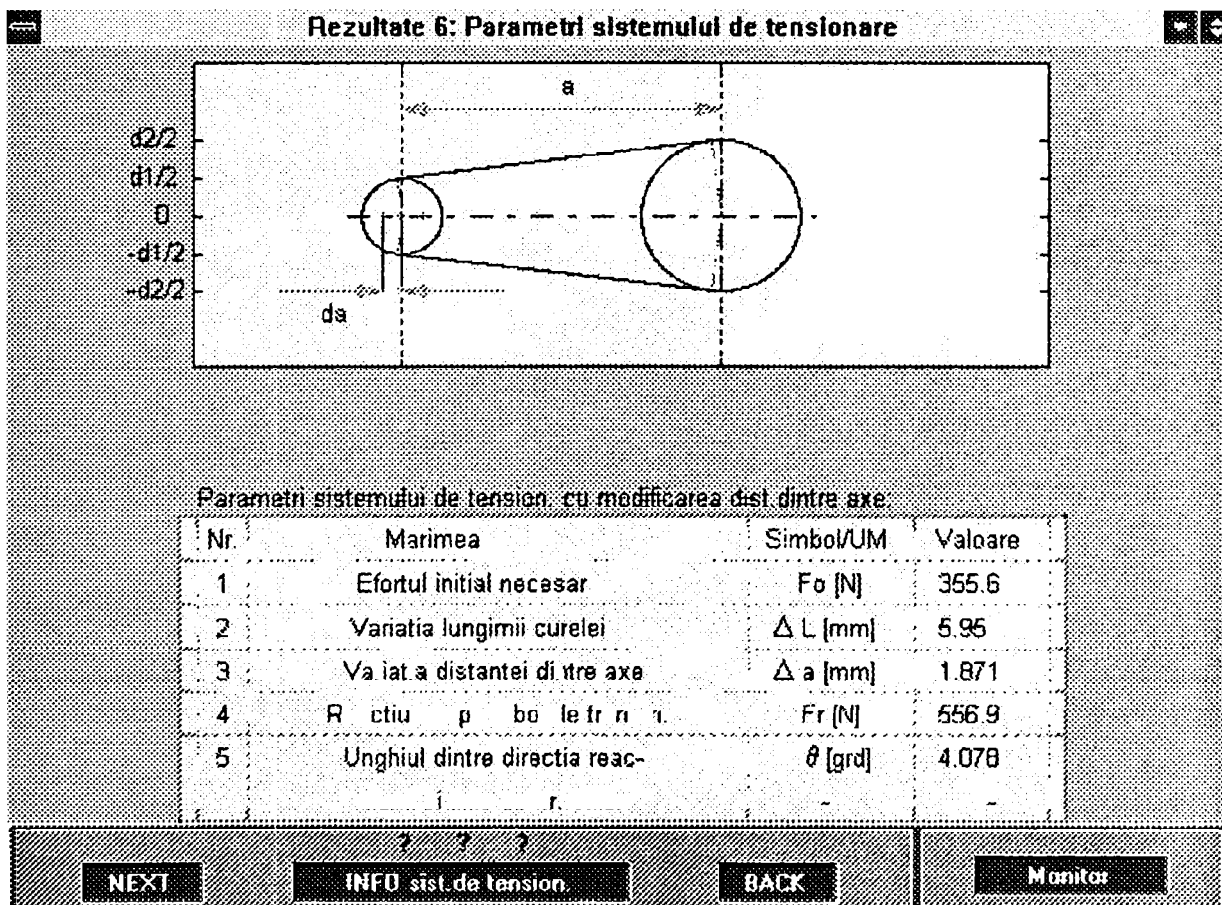 Rezultate 6: Parametri sistemului de tensionare
a
d2/2
d1/2
0
-d1/2
-d2/2
da
Parametri sistemului de tension. cu modificarea dist.dintre axe:
Nr. Marimea Simbol/UM Valoare
1 Efortul initial necesar Fo [N] 355.6
2 Variatia lungimii curelei Δ L [mm] 5.95
3 distantei dintre axe Δ a [mm] 1.871
4 Fr [N] 556.9
5 Unghiul dintre directia reac- θ [grd] 4.078
- -
? ? ?
NEXT INFO sist.de tension. BACK Monitor